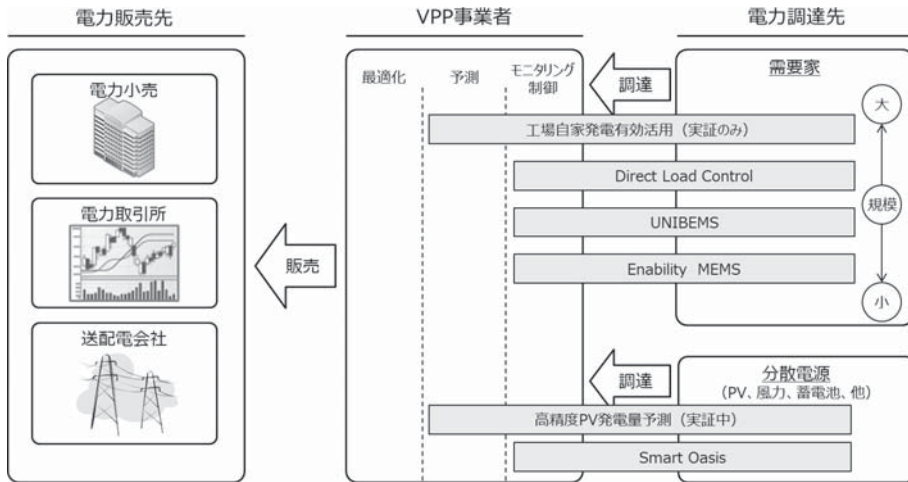 電力販売先
VPP事業者
電力調達先
電力小売
電力取引所
送配電会社
販売
最適化
予測
モニタリング
制御
調達
需要家
大
規模
小
工場自家発電有効活用（実証のみ）
Direct Load Control
UNIBEMS
Enability MEMS
調達
分散電源
（PV、風力、蓄電池、他）
高精度PV発電量予測（実証中）
Smart Oasis